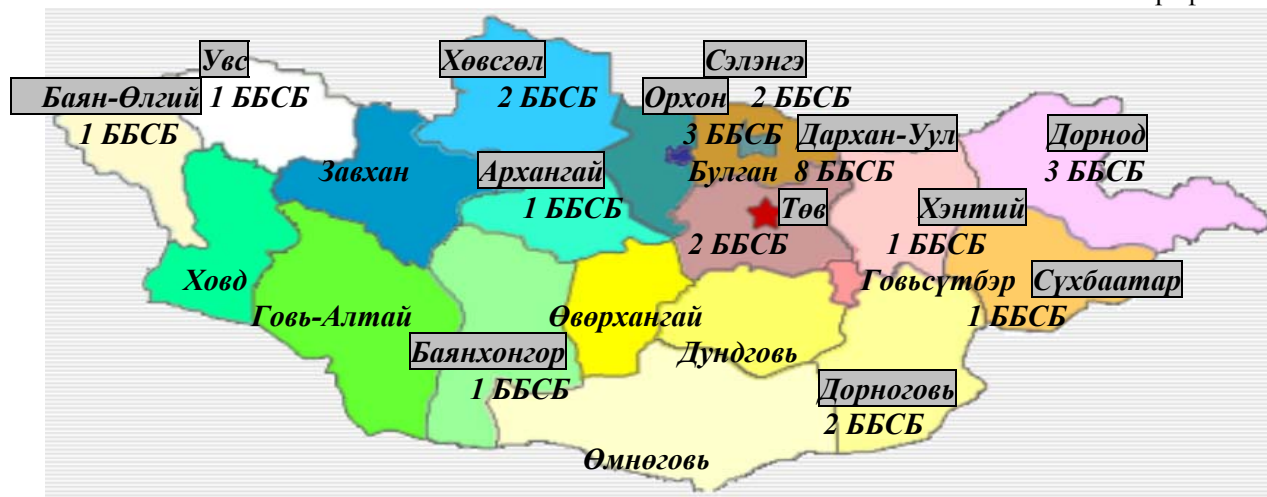 Увс
Хөвсгөл
Сэлэнгэ
Баян-Өлгий
1 ББСБ
2 ББСБ
Орхон
2 ББСБ
1 ББСБ
3 ББСБ
Дархан-Уул
Дорнод
Завхан
Архангай
Булган
8 ББСБ
3 ББСБ
1 ББСБ
Төв
Хэнтий
2 ББСБ
1 ББСБ
Ховд
Говьсүтбэр
Сүхбаатар
Говь-Алтай
Өвөрхангай
1 ББСБ
Баянхонгор
Дундговь
1 ББСБ
Дорноговь
2 ББСБ
Өмнөговь